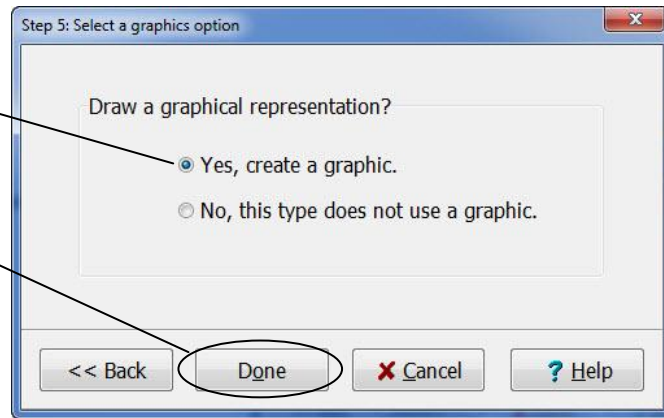 Step 5: Select a graphics option
x
Draw a graphical representation?
Yes, create a graphic.
No, this type does not use a graphic.
<< Back Done Cancel ? Help